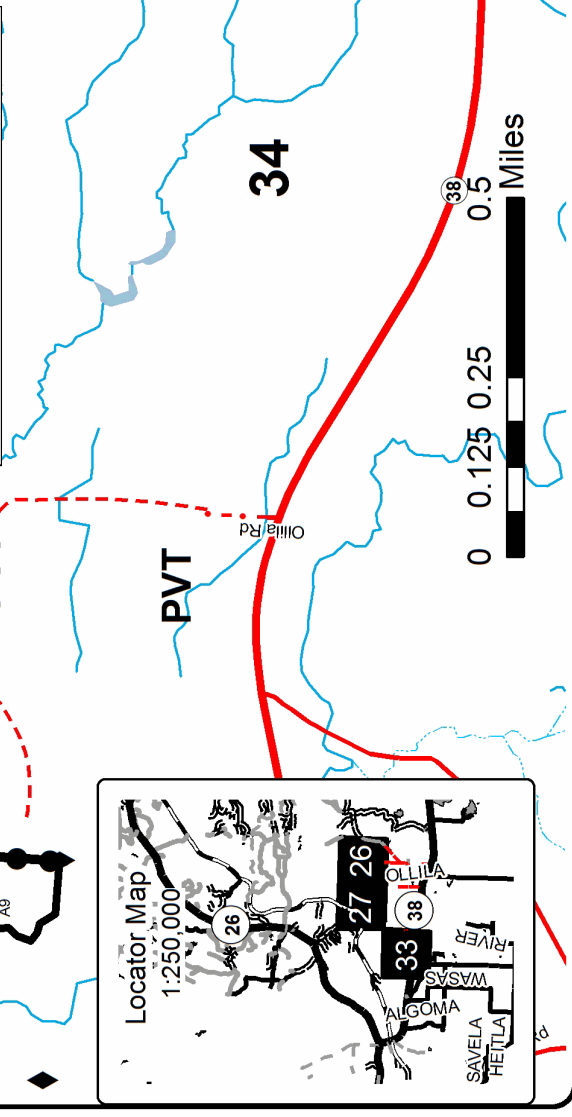 34
38
0.5
Miles
0 0.125 0.25
Ollila Rd
PVT
A9
Locator Map
1:250,000
26
27 26
33
38
OLLILA
RIVER
WASAS
ALGOMA
SAVELA
HEITLA
Rd